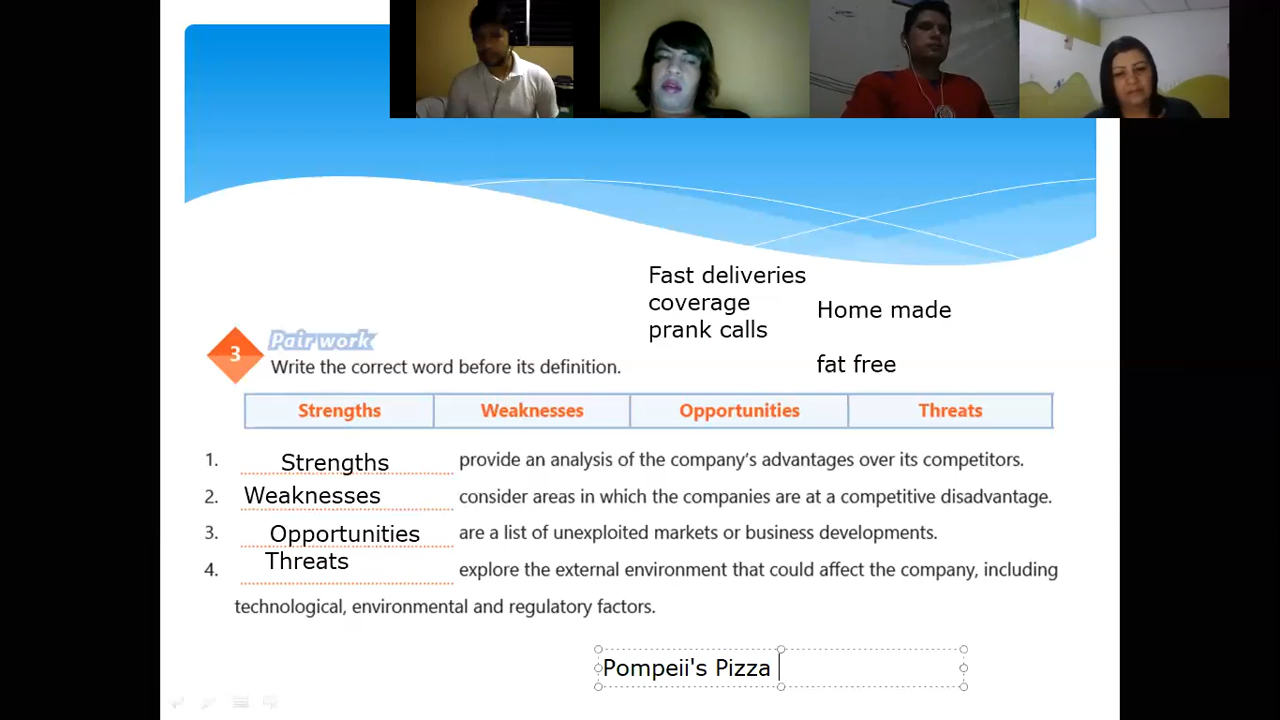 Fast deliveries
coverage
prank calls
Home made
fat free
3
Pair work
Write the correct word before its definition.
Strengths Weaknesses Opportunities Threats
1. Strengths provide an analysis of the company's advantages over its competitors.
2. Weaknesses consider areas in which the companies are at a competitive disadvantage.
3. Opportunities are a list of unexploited markets or business developments.
4. Threats explore the external environment that could affect the company, including
technological, environmental and regulatory factors.
Pompeii's Pizza